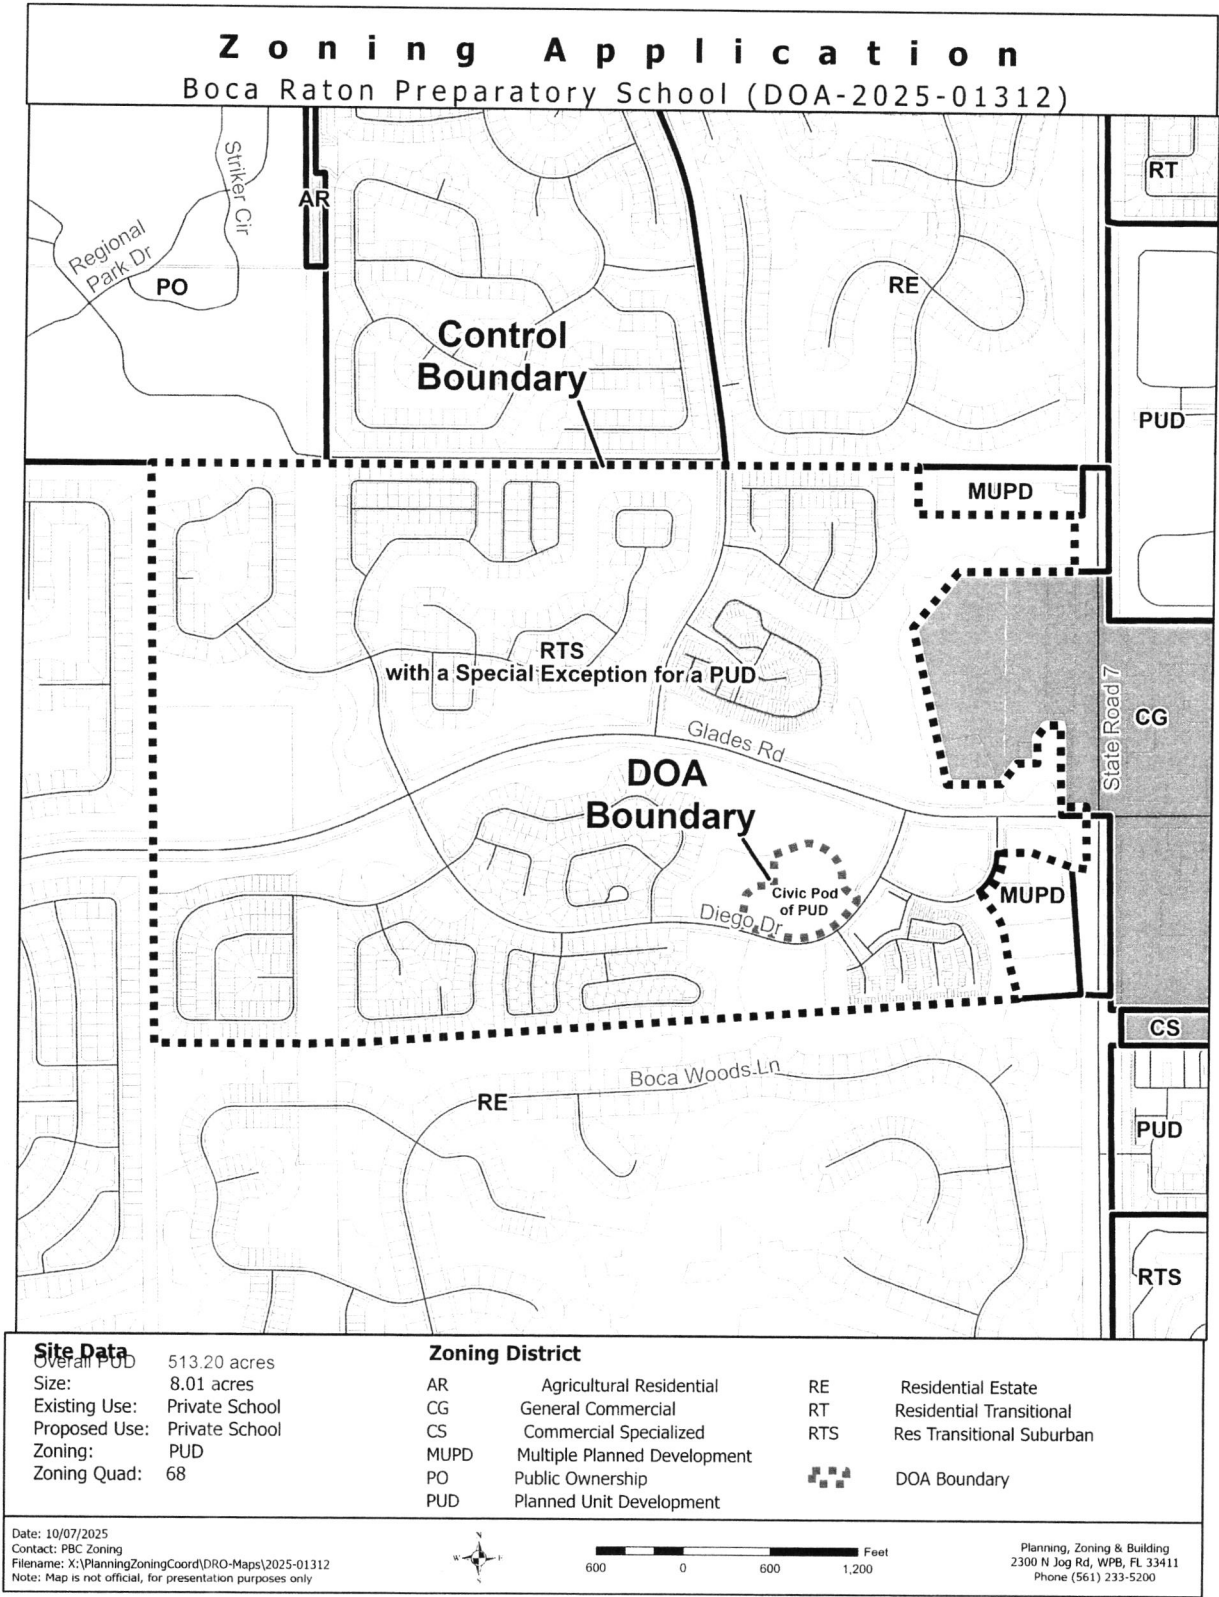 Zoning Application
Boca Raton Preparatory School (DOA-2025-01312)
Striker Cir
AR
RT
Regional
Park Dr
PO
RE
Control
Boundary
PUD
MUPD
RTS
with a Special Exception for a PUD
Glades Rd
State Road 7
CG
DOA
Boundary
Civic Pod
of PUD
MUPD
Diego Dr
CS
Boca Woods Ln
RE
PUD
RTS
Site Data
Overall PUD 513.20 acres
Size: 8.01 acres
Existing Use: Private School
Proposed Use: Private School
Zoning: PUD
Zoning Quad: 68
Zoning District
AR Agricultural Residential
CG General Commercial
CS Commercial Specialized
MUPD Multiple Planned Development
PO Public Ownership
PUD Planned Unit Development
RE Residential Estate
RT Residential Transitional
RTS Res Transitional Suburban
DOA Boundary
Date: 10/07/2025
Contact: PBC Zoning
Filename: X:\PlanningZoningCoord\DRO-Maps\2025-01312
Note: Map is not official, for presentation purposes only
N
W E
S
600 0 600 1,200 Feet
Planning, Zoning & Building
2300 N Jog Rd, WPB, FL 33411
Phone (561) 233-5200